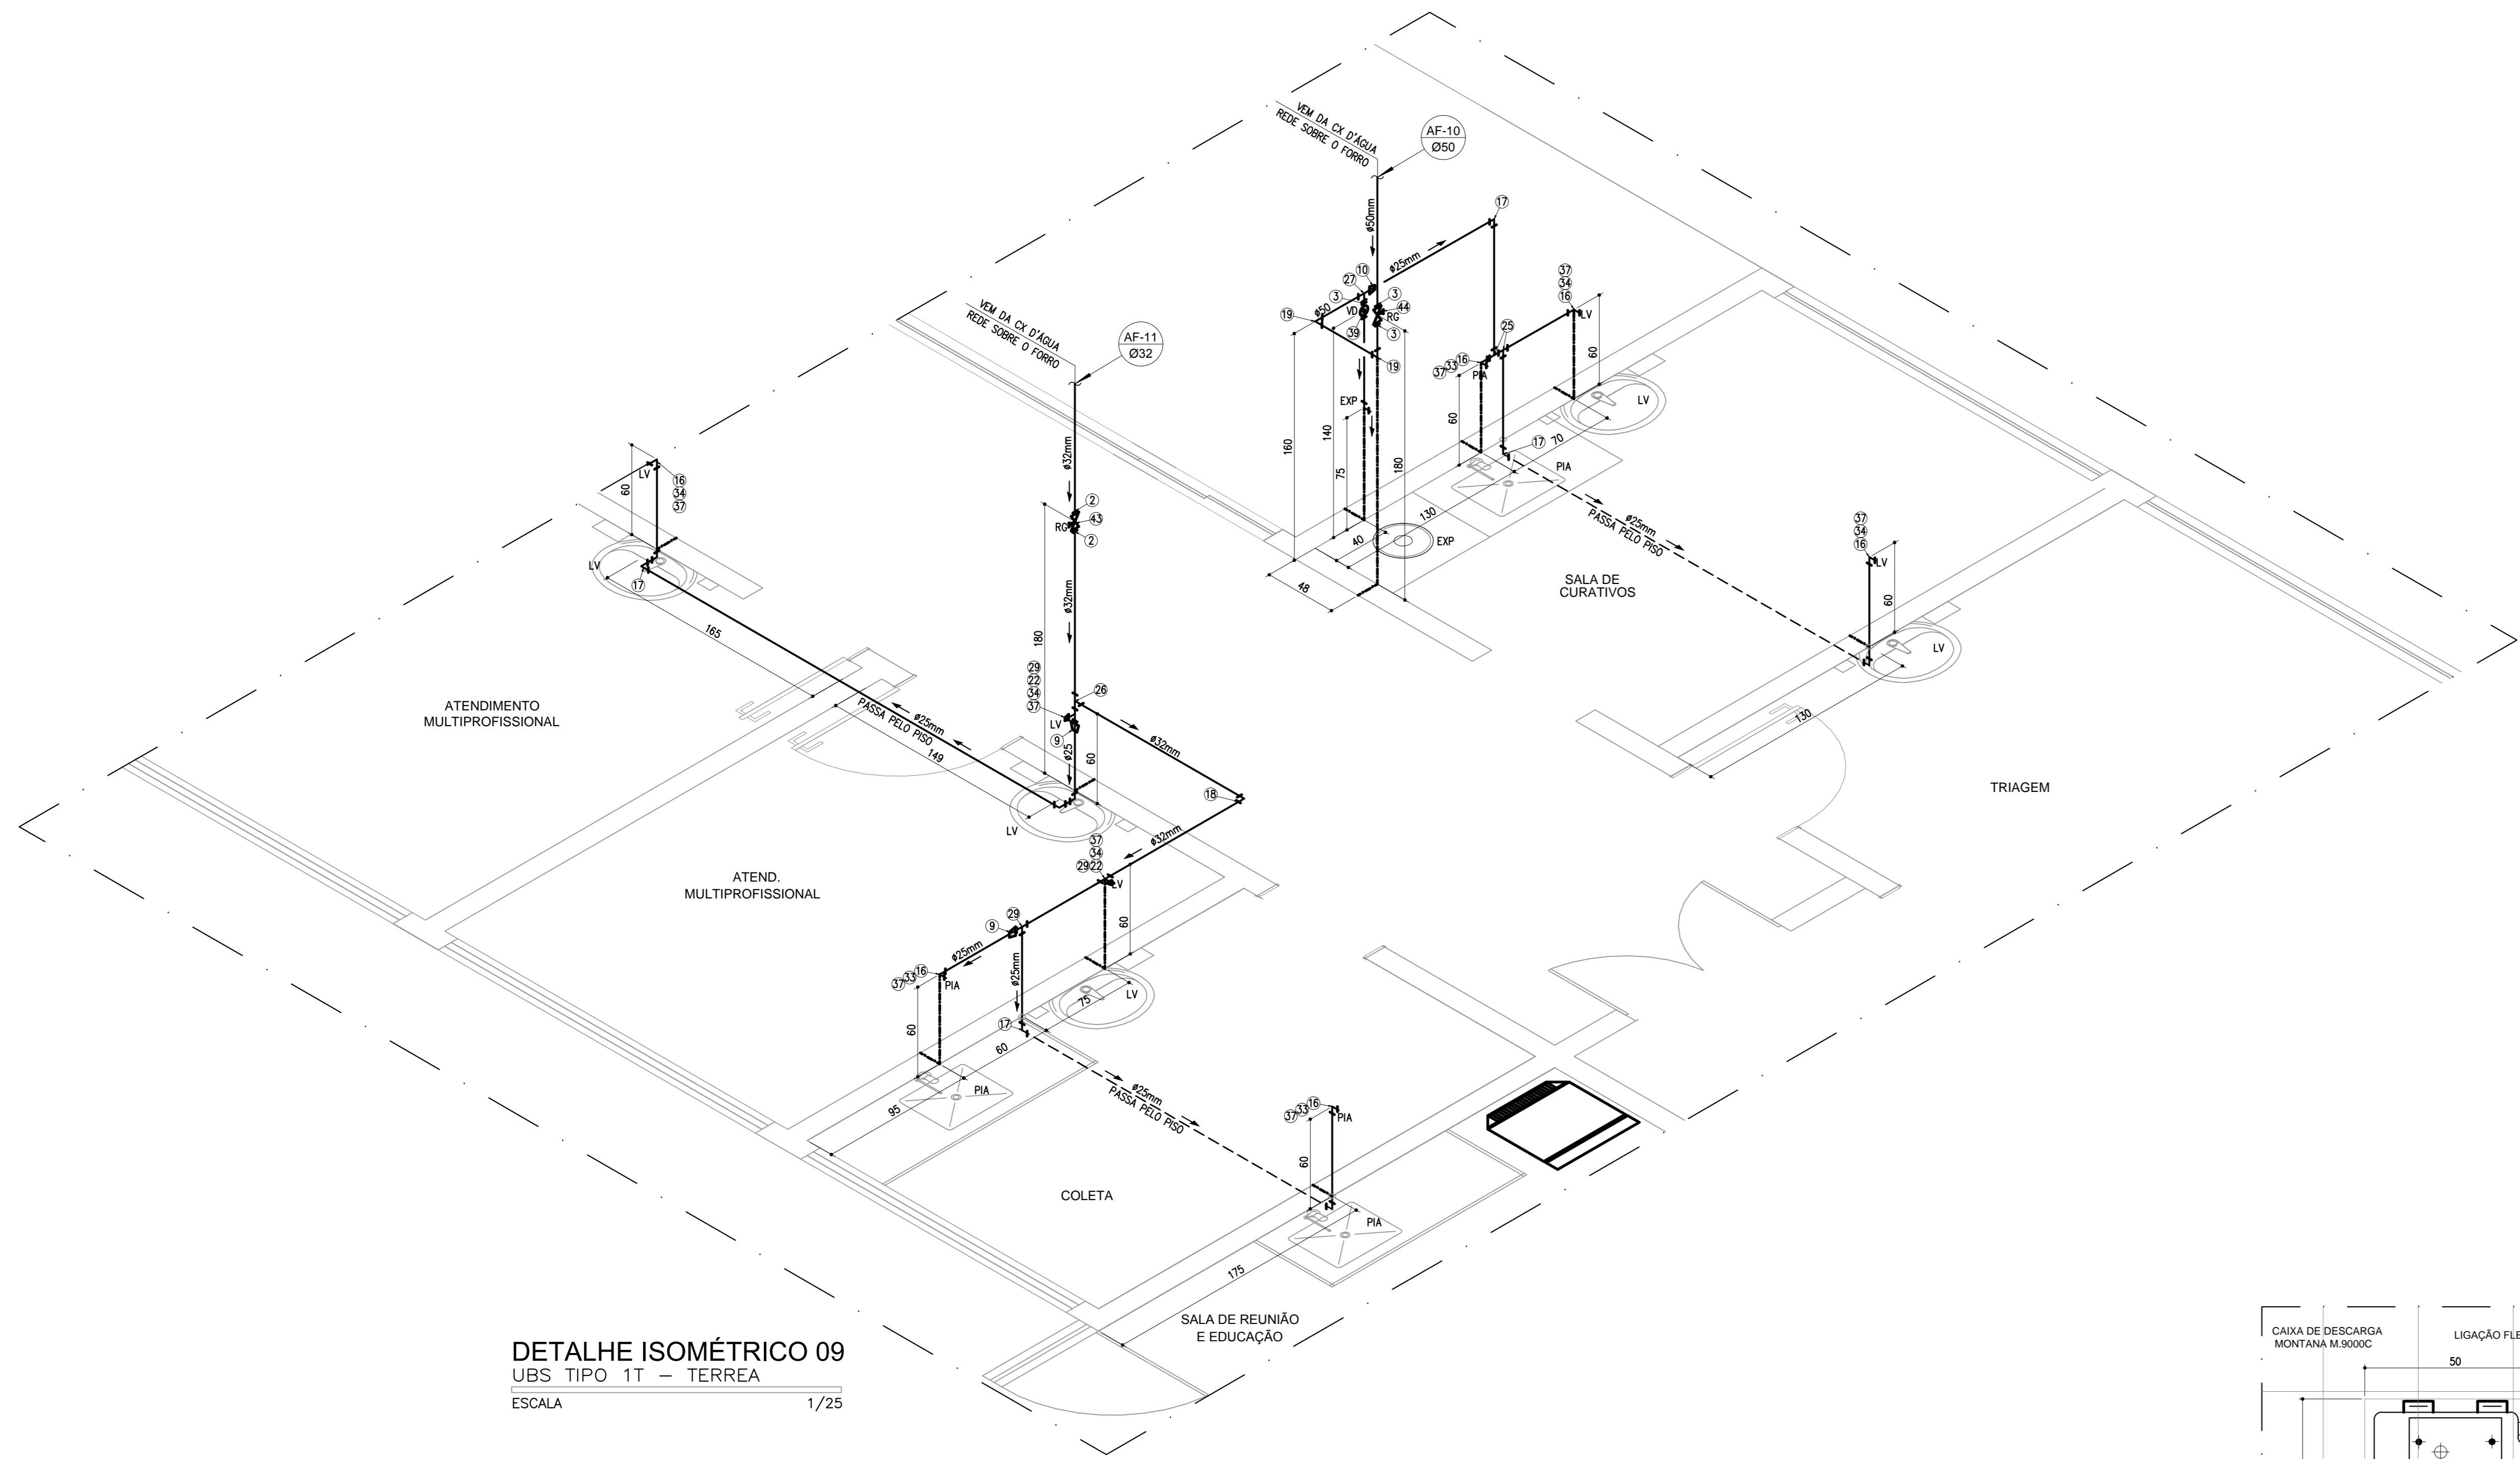 VEM DA CX D'ÁGUA
REDE SOBRE O FORRO
AF-10
Ø50
ø50mm
17
ø25mm
10
27
3
VD
39
3
44
RG
3
ø50
19
19
EXP
160
140
75
180
37
34
16
LV
60
25
37 33 16
PIA
60
17
70
LV
PIA
130
40
48
EXP
ø25mm
PASSA PELO PISO
SALA DE
CURATIVOS
37
34
16
LV
60
LV
130
TRIAGEM
VEM DA CX D'ÁGUA
REDE SOBRE O FORRO
AF-11
Ø32
ø32mm
2
43
RG
2
ø32mm
180
LV
60
16
34
37
LV
17
165
ATENDIMENTO
MULTIPROFISSIONAL
ø25mm
PASSA PELO PISO
149
29
22
34
37
LV
9
26
ø25
60
ø32mm
18
LV
ø32mm
37
34
29 22
LV
60
ATEND.
MULTIPROFISSIONAL
29
9
ø25mm
37 33 16
PIA
ø25mm
60
17
75
LV
60
PIA
95
ø25mm
PASSA PELO PISO
COLETA
37 33 16
PIA
60
PIA
175
SALA DE REUNIÃO
E EDUCAÇÃO
DETALHE ISOMÉTRICO 09
UBS TIPO 1T – TERREA
ESCALA 1/25
CAIXA DE DESCARGA
MONTANA M.9000C
LIGAÇÃO FLE
50